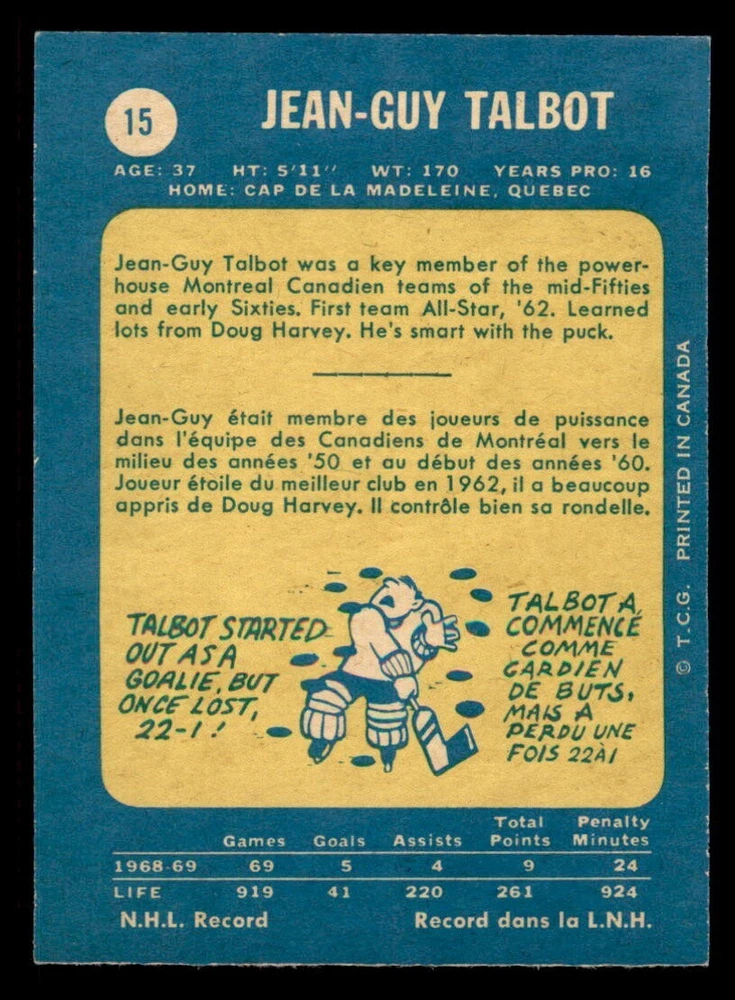 15
JEAN-GUY TALBOT
AGE: 37 HT: 5'11'' WT: 170 YEARS PRO: 16
HOME: CAP DE LA MADELEINE, QUEBEC
Jean-Guy Talbot was a key member of the power-
house Montreal Canadien teams of the mid-Fifties
and early Sixties. First team All-Star, '62. Learned
lots from Doug Harvey. He's smart with the puck.
Jean-Guy était membre des joueurs de puissance
dans l'équipe des Canadiens de Montréal vers le
milieu des années '50 et au début des années '60.
Joueur étoile du meilleur club en 1962, il a beaucoup
appris de Doug Harvey. Il contrôle bien sa rondelle.
TALBOT STARTED
OUT AS A
GOALIE, BUT
ONCE LOST,
22-1!
TALBOT A
COMMENCÉ
COMME
GARDIEN
DE BUTS,
MAIS A
PERDU UNE
FOIS 22À1
Games Goals Assists Total Points Penalty Minutes
1968-69 69 5 4 9 24
LIFE 919 41 220 261 924
N.H.L. Record Record dans la L.N.H.
© T.C.G. PRINTED IN CANADA